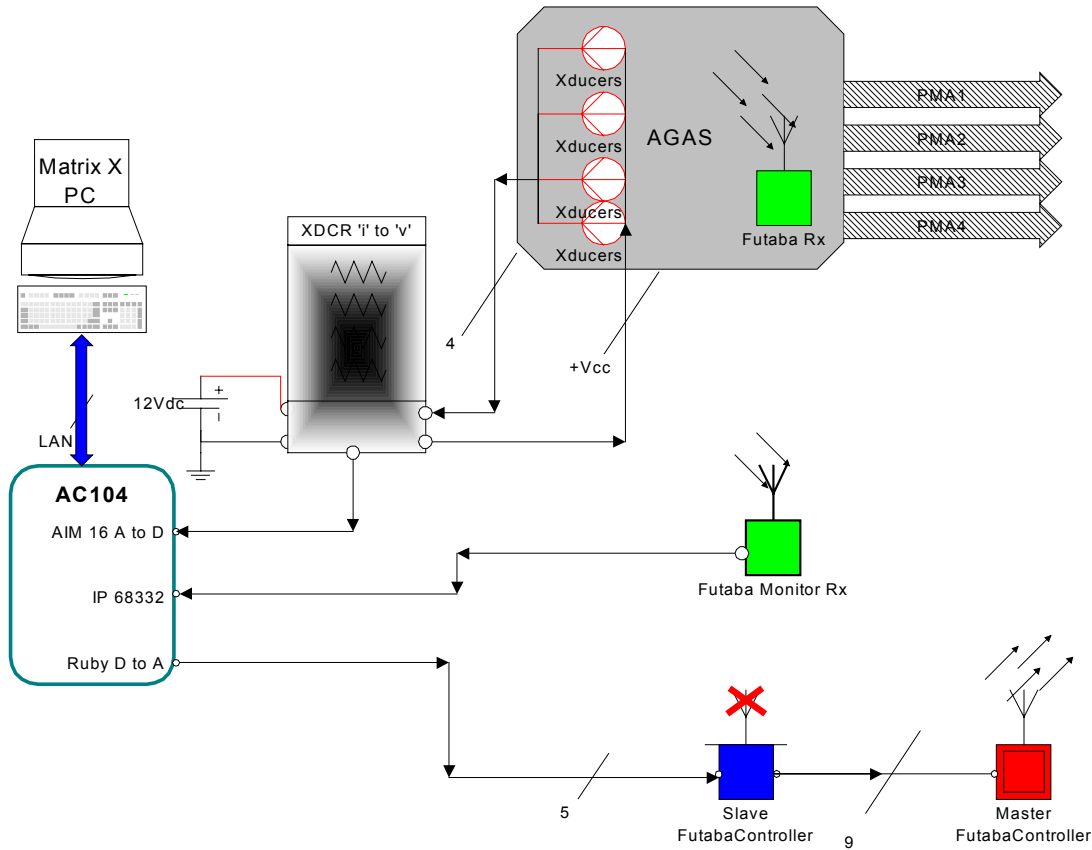 Xducers
Xducers
Xducers
Xducers
AGAS
Futaba Rx
PMA1
PMA2
PMA3
PMA4
Matrix X
PC
XDCR 'i' to 'v'
4
+Vcc
12Vdc
+
–
LAN
AC104
AIM 16 A to D
IP 68332
Ruby D to A
Futaba Monitor Rx
5
Slave
FutabaController
9
Master
FutabaController